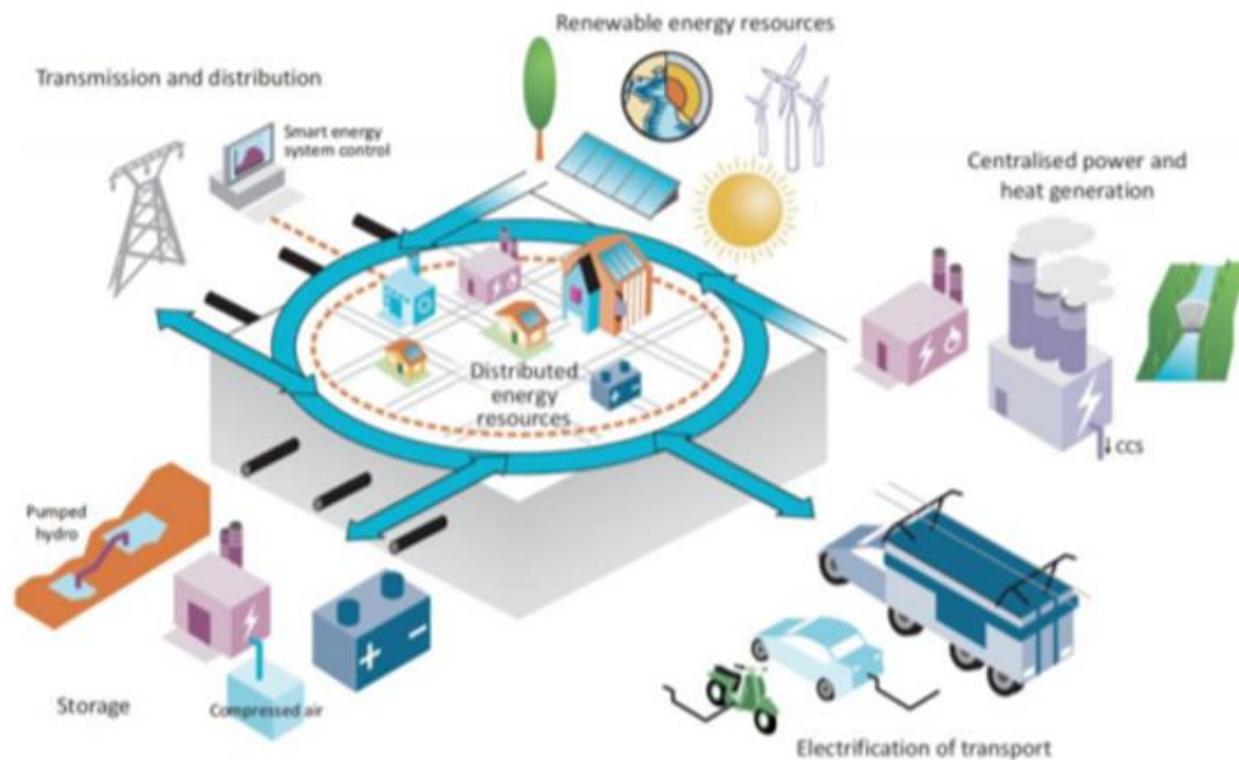 Renewable energy resources
Transmission and distribution
Smart energy
system control
Centralised power and
heat generation
Distributed
energy
resources
CCS
Pumped
hydro
Storage
Compressed air
Electrification of transport